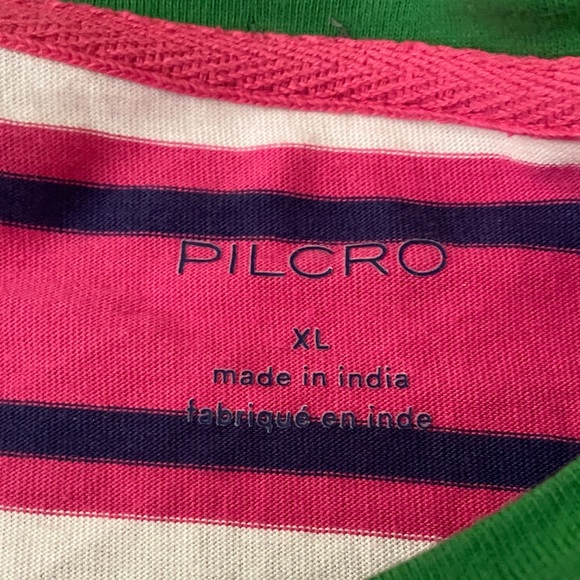 PILCRO
XL
made in india
fabriqué en inde